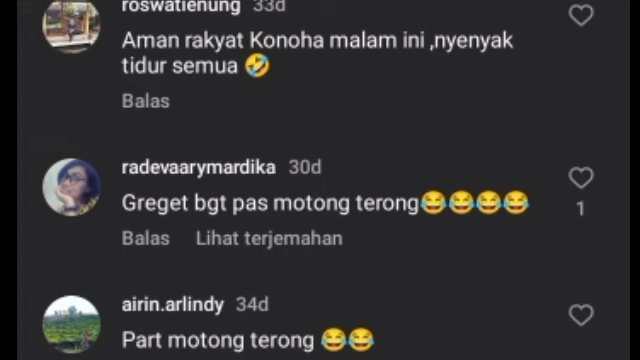 roswatienung 33d
Aman rakyat Konoha malam ini ,nyenyak
tidur semua 🤣
Balas
radevaarymardika 30d
Greget bgt pas motong terong😂😂😂😂
1
Balas Lihat terjemahan
airin.arlindy 34d
Part motong terong 😂😂